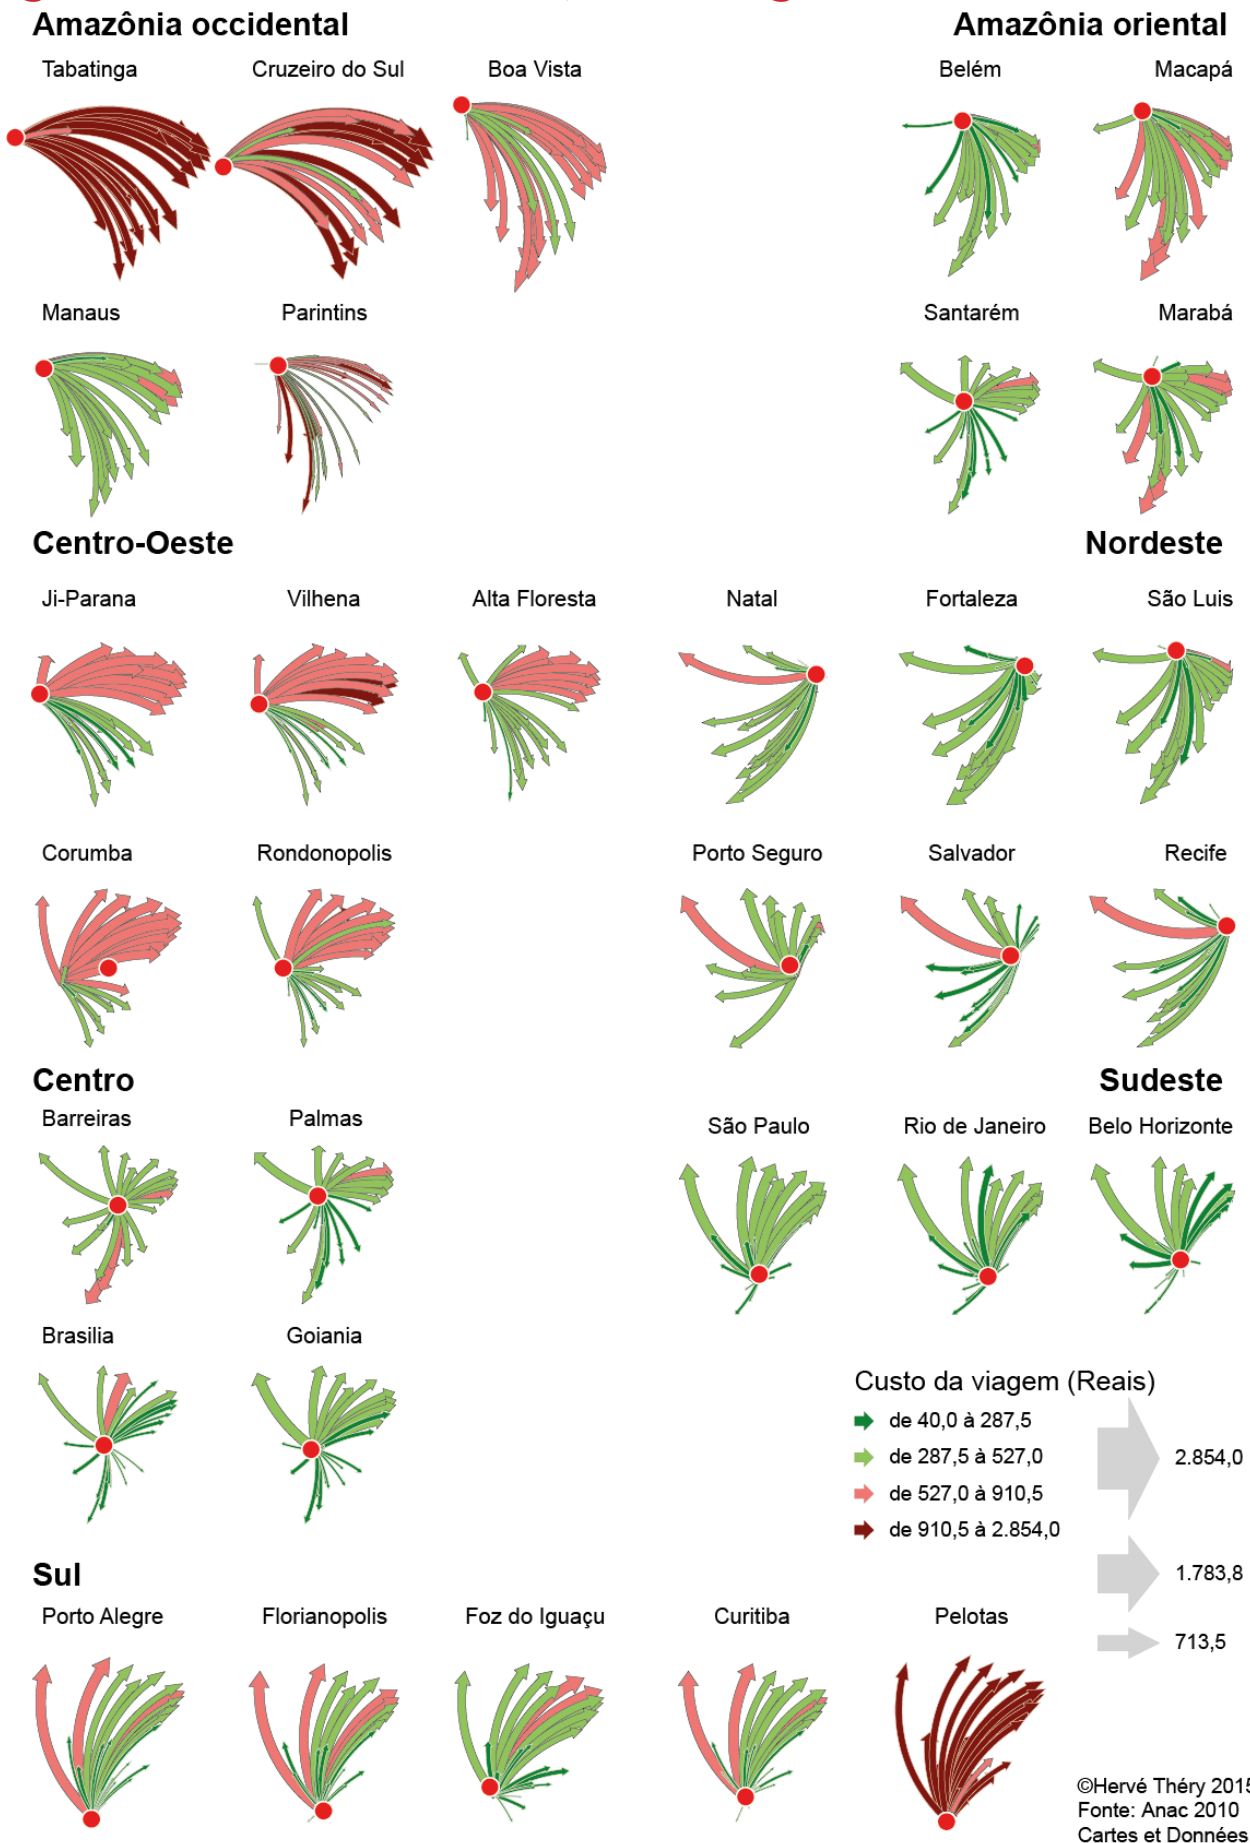 Amazônia occidental
Amazônia oriental
Tabatinga
Cruzeiro do Sul
Boa Vista
Belém
Macapá
Manaus
Parintins
Santarém
Marabá
Centro-Oeste
Nordeste
Ji-Parana
Vilhena
Alta Floresta
Natal
Fortaleza
São Luis
Corumba
Rondonopolis
Porto Seguro
Salvador
Recife
Centro
Sudeste
Barreiras
Palmas
São Paulo
Rio de Janeiro
Belo Horizonte
Brasilia
Goiania
Custo da viagem (Reais)
de 40,0 à 287,5
de 287,5 à 527,0
de 527,0 à 910,5
de 910,5 à 2.854,0
2.854,0
1.783,8
713,5
Sul
Porto Alegre
Florianopolis
Foz do Iguaçu
Curitiba
Pelotas
©Hervé Théry 2015
Fonte: Anac 2010
Cartes et Données